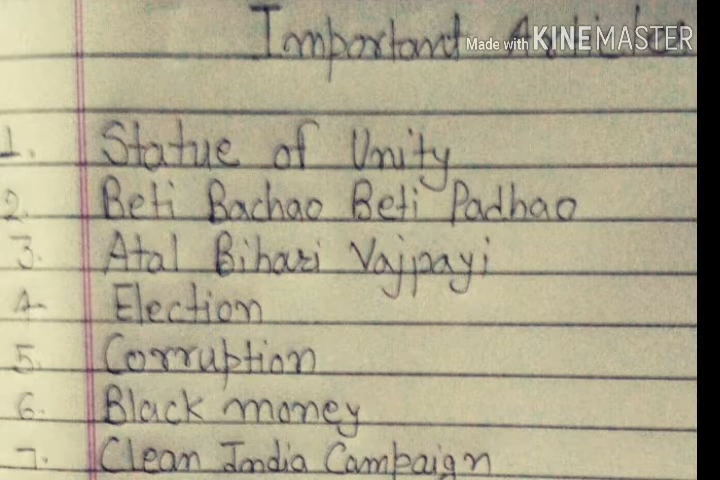 Important Articles
Made with KINEMASTER
1. Statue of Unity
2. Beti Bachao Beti Padhao
3. Atal Bihari Vajpayi
4. Election
5. Corruption
6. Black money
7. Clean India Campaign